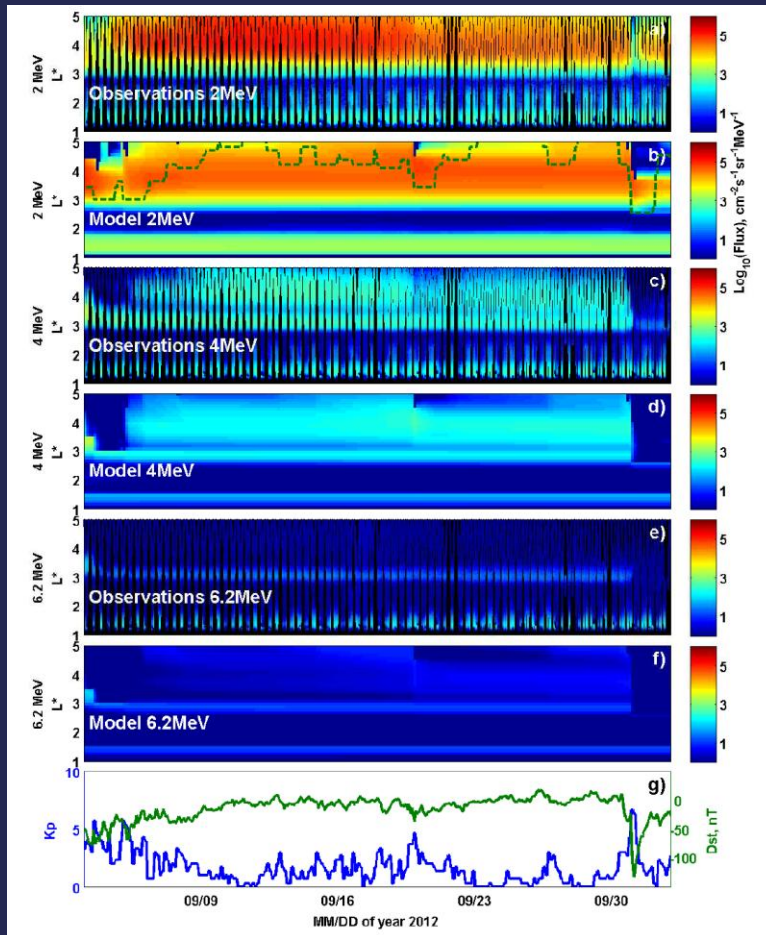 5
4
3
2
1
2 MeV
L*
a)
Observations 2MeV
5
3
1
5
4
3
2
1
2 MeV
L*
b)
Model 2MeV
5
3
1
Log10(Flux), cm⁻²s⁻¹sr⁻¹MeV⁻¹
5
4
3
2
1
4 MeV
L*
c)
Observations 4MeV
5
3
1
5
4
3
2
1
4 MeV
L*
d)
Model 4MeV
5
3
1
5
4
3
2
1
6.2 MeV
L*
e)
Observations 6.2MeV
5
3
1
5
4
3
2
1
6.2 MeV
L*
f)
Model 6.2MeV
5
3
1
10
5
0
Kp
g)
0
-50
-100
Dst, nT
09/09 09/16 09/23 09/30
MM/DD of year 2012